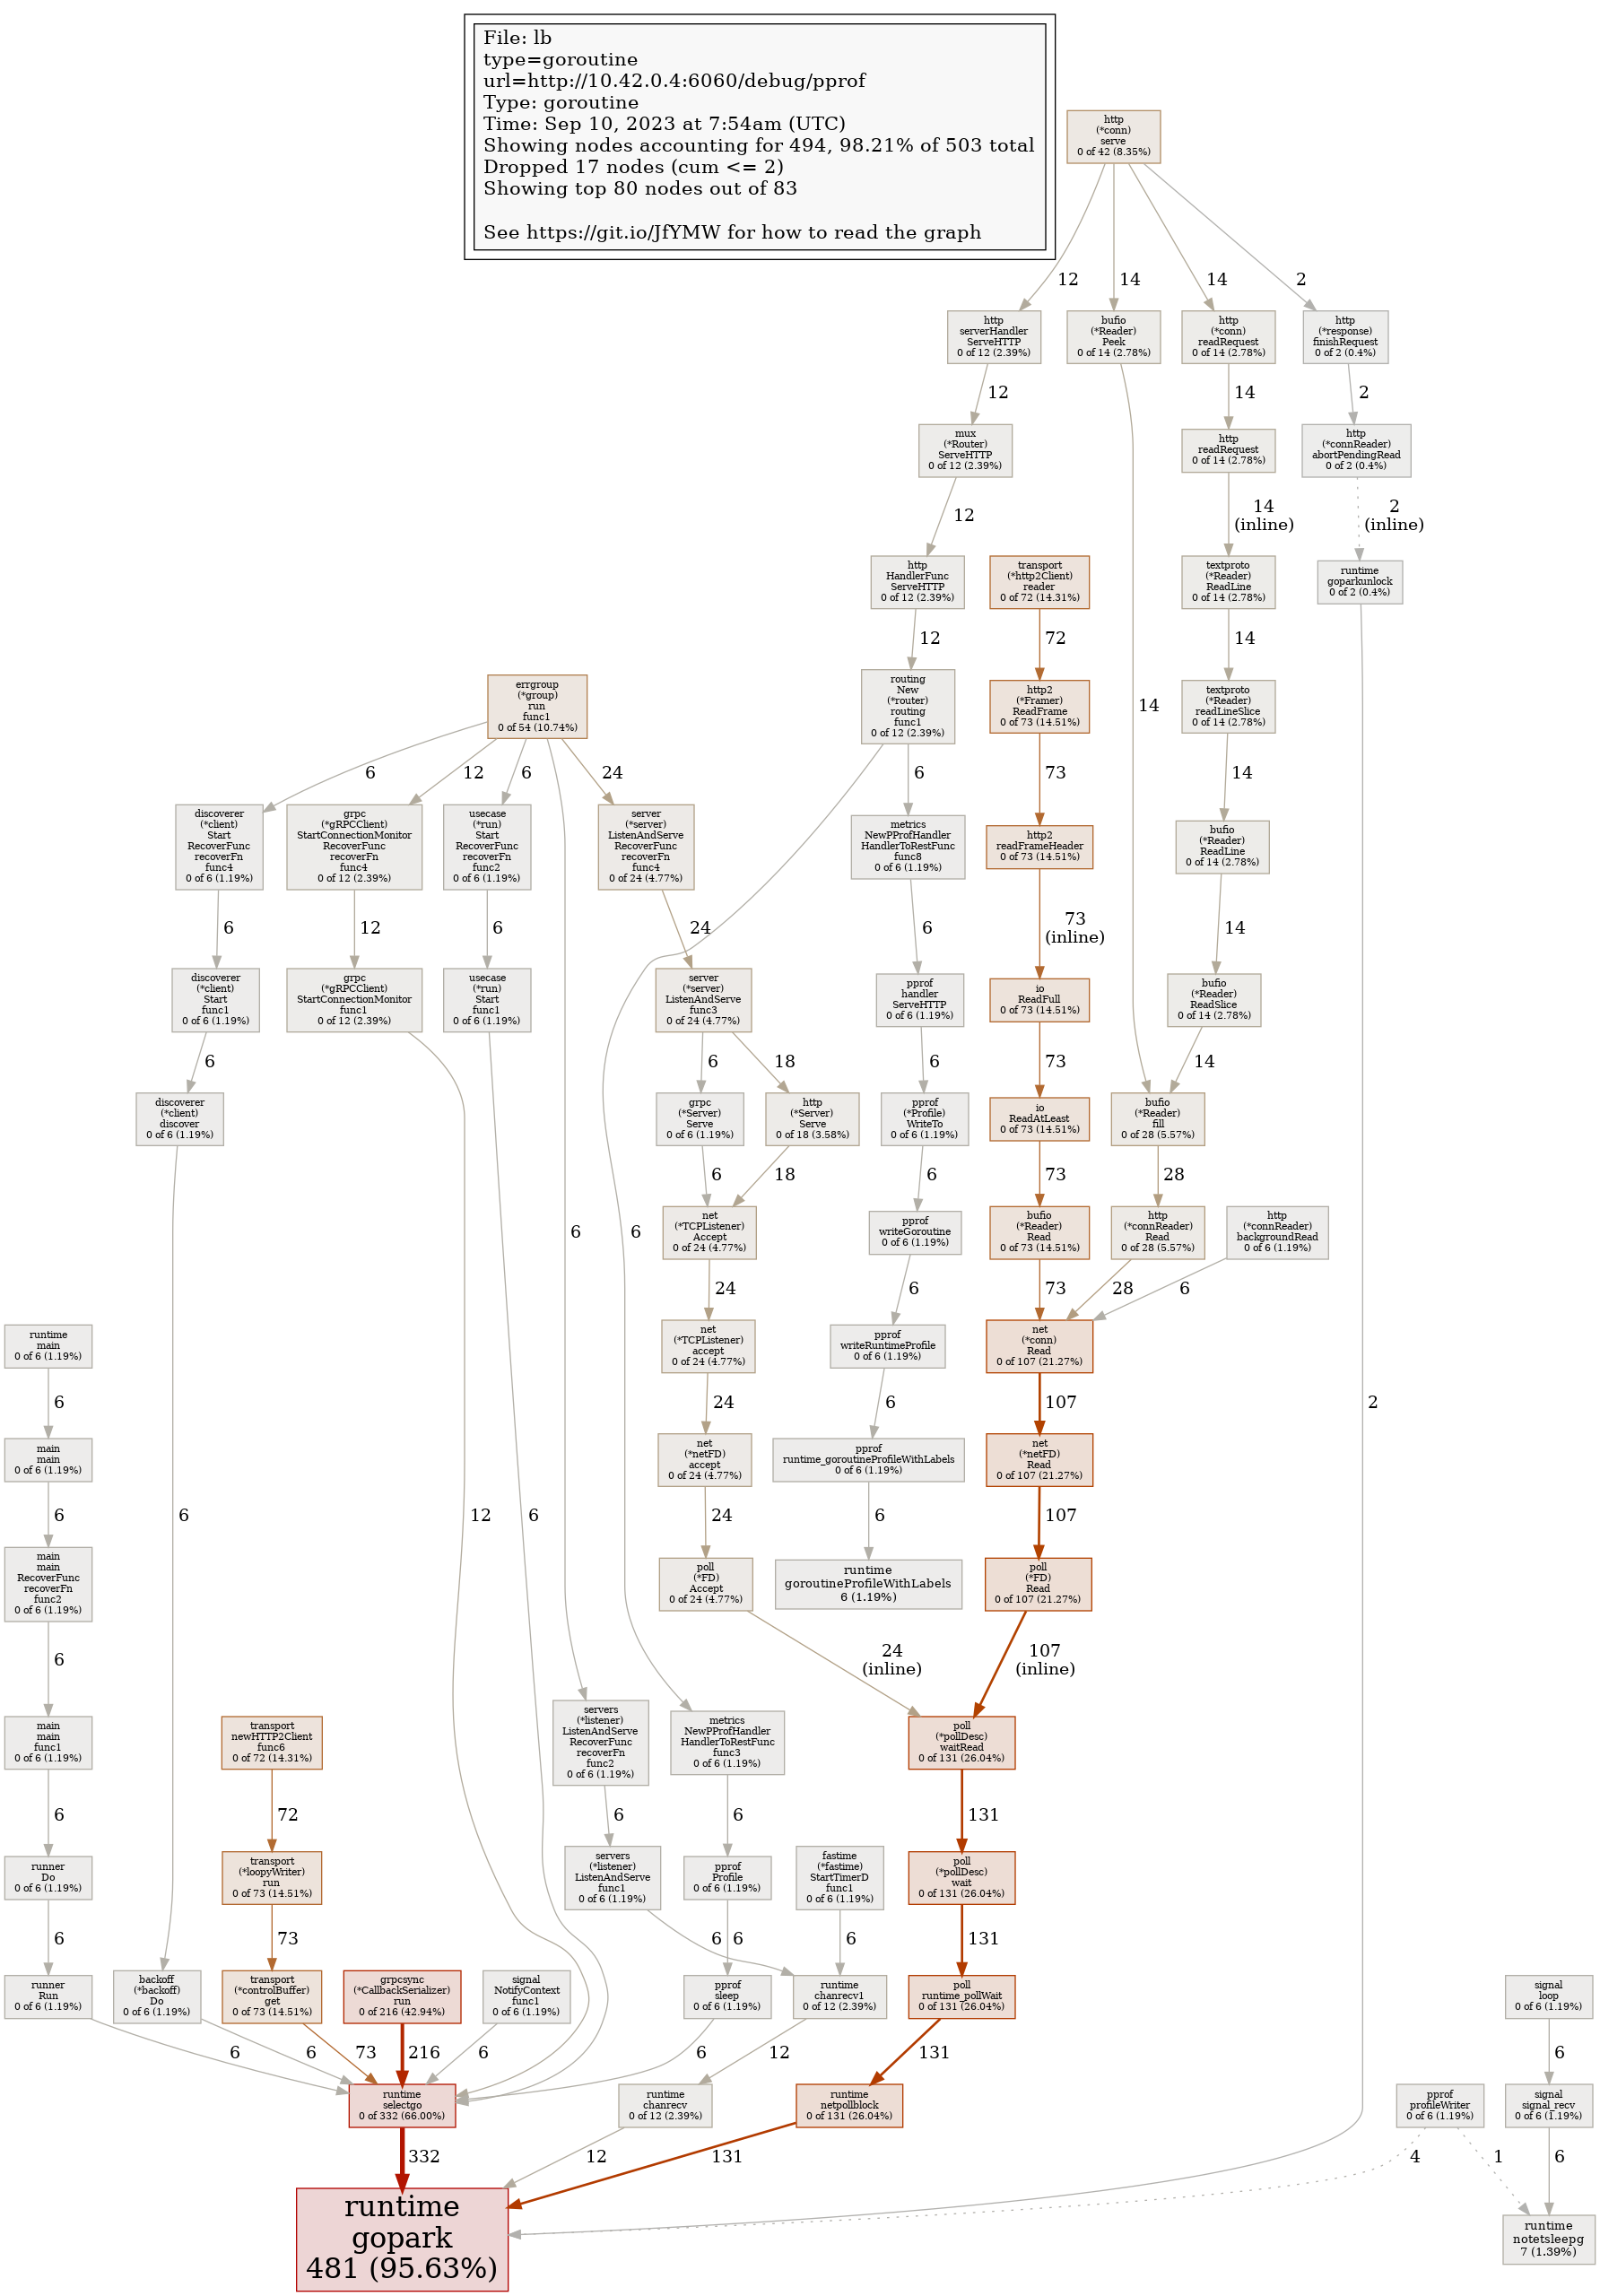 File: lb
type=goroutine
url=http://10.42.0.4:6060/debug/pprof
Type: goroutine
Time: Sep 10, 2023 at 7:54am (UTC)
Showing nodes accounting for 494, 98.21% of 503 total
Dropped 17 nodes (cum <= 2)
Showing top 80 nodes out of 83
See https://git.io/JfYMW for how to read the graph
http
(*conn)
serve
0 of 42 (8.35%)
12
14
14
2
http
serverHandler
ServeHTTP
0 of 12 (2.39%)
bufio
(*Reader)
Peek
0 of 14 (2.78%)
http
(*conn)
readRequest
0 of 14 (2.78%)
http
(*response)
finishRequest
0 of 2 (0.4%)
12
14
2
mux
(*Router)
ServeHTTP
0 of 12 (2.39%)
http
readRequest
0 of 14 (2.78%)
http
(*connReader)
abortPendingRead
0 of 2 (0.4%)
12
14
(inline)
2
(inline)
http
HandlerFunc
ServeHTTP
0 of 12 (2.39%)
transport
(*http2Client)
reader
0 of 72 (14.31%)
textproto
(*Reader)
ReadLine
0 of 14 (2.78%)
runtime
goparkunlock
0 of 2 (0.4%)
12
72
14
errgroup
(*group)
run
func1
0 of 54 (10.74%)
routing
New
(*router)
routing
func1
0 of 12 (2.39%)
http2
(*Framer)
ReadFrame
0 of 73 (14.51%)
textproto
(*Reader)
readLineSlice
0 of 14 (2.78%)
14
6
12
6
24
6
73
14
discoverer
(*client)
Start
RecoverFunc
recoverFn
func4
0 of 6 (1.19%)
grpc
(*gRPCClient)
StartConnectionMonitor
RecoverFunc
recoverFn
func4
0 of 12 (2.39%)
usecase
(*run)
Start
RecoverFunc
recoverFn
func2
0 of 6 (1.19%)
server
(*server)
ListenAndServe
RecoverFunc
recoverFn
func4
0 of 24 (4.77%)
metrics
NewPProfHandler
HandlerToRestFunc
func8
0 of 6 (1.19%)
http2
readFrameHeader
0 of 73 (14.51%)
bufio
(*Reader)
ReadLine
0 of 14 (2.78%)
6
12
6
24
6
73
(inline)
14
discoverer
(*client)
Start
func1
0 of 6 (1.19%)
grpc
(*gRPCClient)
StartConnectionMonitor
func1
0 of 12 (2.39%)
usecase
(*run)
Start
func1
0 of 6 (1.19%)
server
(*server)
ListenAndServe
func3
0 of 24 (4.77%)
pprof
handler
ServeHTTP
0 of 6 (1.19%)
io
ReadFull
0 of 73 (14.51%)
bufio
(*Reader)
ReadSlice
0 of 14 (2.78%)
6
6
18
6
73
14
discoverer
(*client)
discover
0 of 6 (1.19%)
grpc
(*Server)
Serve
0 of 6 (1.19%)
http
(*Server)
Serve
0 of 18 (3.58%)
pprof
(*Profile)
WriteTo
0 of 6 (1.19%)
io
ReadAtLeast
0 of 73 (14.51%)
bufio
(*Reader)
fill
0 of 28 (5.57%)
6
18
6
73
28
6
6
net
(*TCPListener)
Accept
0 of 24 (4.77%)
pprof
writeGoroutine
0 of 6 (1.19%)
bufio
(*Reader)
Read
0 of 73 (14.51%)
http
(*connReader)
Read
0 of 28 (5.57%)
http
(*connReader)
backgroundRead
0 of 6 (1.19%)
24
6
73
28
6
runtime
main
0 of 6 (1.19%)
net
(*TCPListener)
accept
0 of 24 (4.77%)
pprof
writeRuntimeProfile
0 of 6 (1.19%)
net
(*conn)
Read
0 of 107 (21.27%)
6
24
6
107
2
main
main
0 of 6 (1.19%)
net
(*netFD)
accept
0 of 24 (4.77%)
pprof
runtime_goroutineProfileWithLabels
0 of 6 (1.19%)
net
(*netFD)
Read
0 of 107 (21.27%)
6
6
12
6
24
6
107
main
main
RecoverFunc
recoverFn
func2
0 of 6 (1.19%)
poll
(*FD)
Accept
0 of 24 (4.77%)
runtime
goroutineProfileWithLabels
6 (1.19%)
poll
(*FD)
Read
0 of 107 (21.27%)
6
24
(inline)
107
(inline)
main
main
func1
0 of 6 (1.19%)
transport
newHTTP2Client
func6
0 of 72 (14.31%)
servers
(*listener)
ListenAndServe
RecoverFunc
recoverFn
func2
0 of 6 (1.19%)
metrics
NewPProfHandler
HandlerToRestFunc
func3
0 of 6 (1.19%)
poll
(*pollDesc)
waitRead
0 of 131 (26.04%)
6
72
6
6
131
runner
Do
0 of 6 (1.19%)
transport
(*loopyWriter)
run
0 of 73 (14.51%)
servers
(*listener)
ListenAndServe
func1
0 of 6 (1.19%)
pprof
Profile
0 of 6 (1.19%)
fastime
(*fastime)
StartTimerD
func1
0 of 6 (1.19%)
poll
(*pollDesc)
wait
0 of 131 (26.04%)
6
73
6
6
6
131
runner
Run
0 of 6 (1.19%)
backoff
(*backoff)
Do
0 of 6 (1.19%)
transport
(*controlBuffer)
get
0 of 73 (14.51%)
grpcsync
(*CallbackSerializer)
run
0 of 216 (42.94%)
signal
NotifyContext
func1
0 of 6 (1.19%)
pprof
sleep
0 of 6 (1.19%)
runtime
chanrecv1
0 of 12 (2.39%)
poll
runtime_pollWait
0 of 131 (26.04%)
signal
loop
0 of 6 (1.19%)
6
6
73
216
6
6
12
131
6
runtime
selectgo
0 of 332 (66.00%)
runtime
chanrecv
0 of 12 (2.39%)
runtime
netpollblock
0 of 131 (26.04%)
pprof
profileWriter
0 of 6 (1.19%)
signal
signal_recv
0 of 6 (1.19%)
332
12
131
4
1
6
runtime
gopark
481 (95.63%)
runtime
notetsleepg
7 (1.39%)